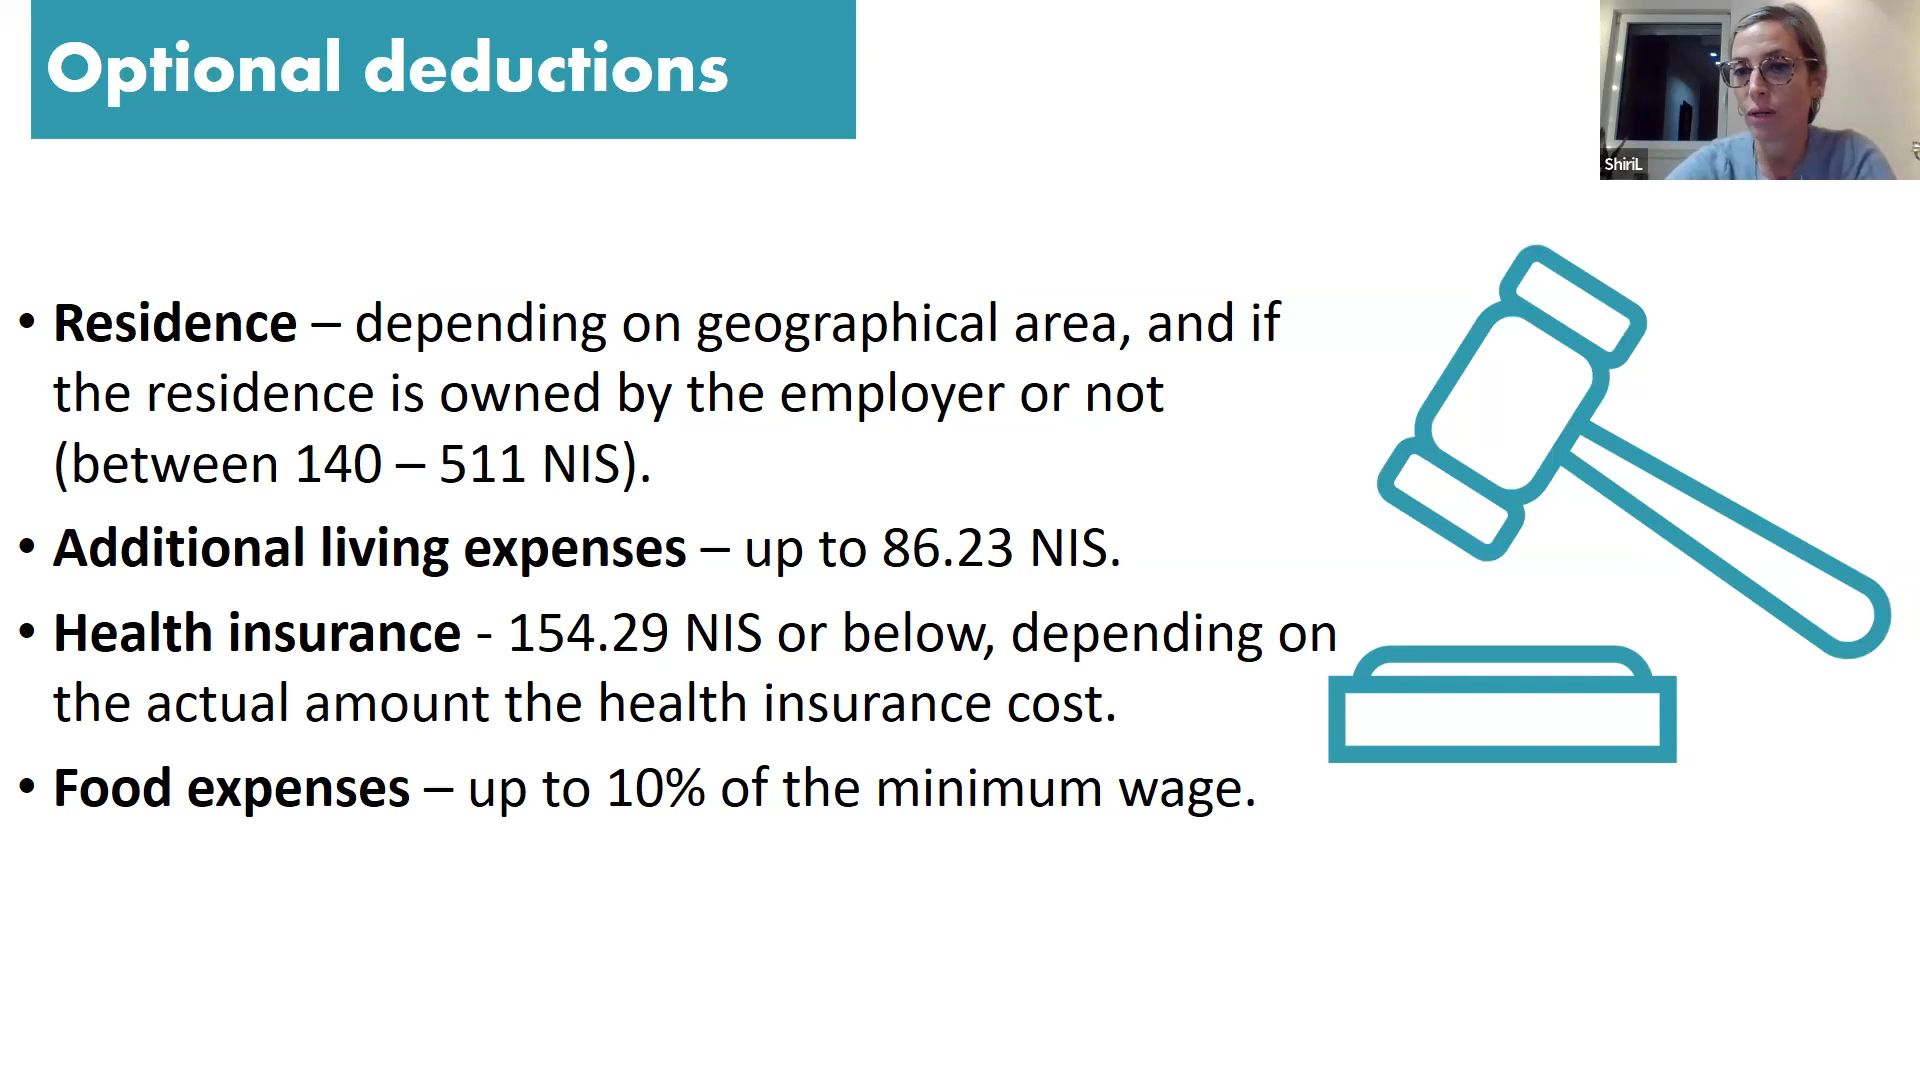 Optional deductions
ShiriL
• Residence – depending on geographical area, and if
the residence is owned by the employer or not
(between 140 – 511 NIS).
• Additional living expenses – up to 86.23 NIS.
• Health insurance - 154.29 NIS or below, depending on
the actual amount the health insurance cost.
• Food expenses – up to 10% of the minimum wage.